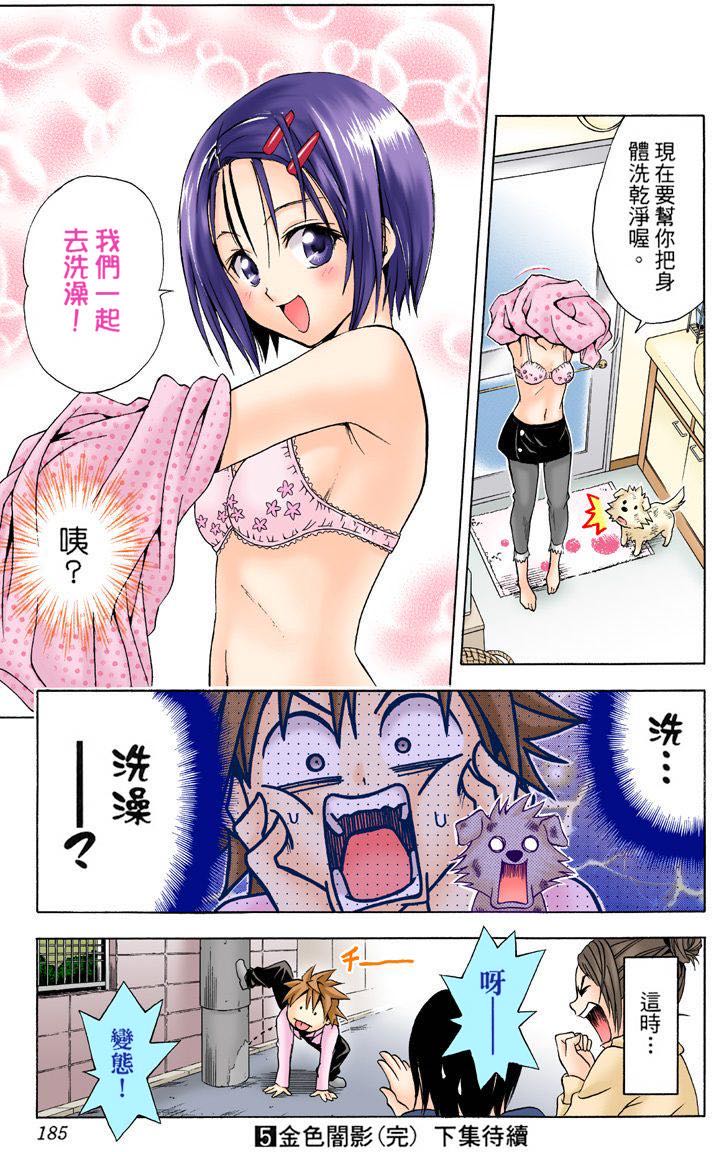 現在要幫你把身
體洗乾淨喔。
我們一起
去洗澡！
咦？
洗…
洗澡
——？
這時…
呀——
チ——
變態！
185
5金色闇影(完) 下集待續